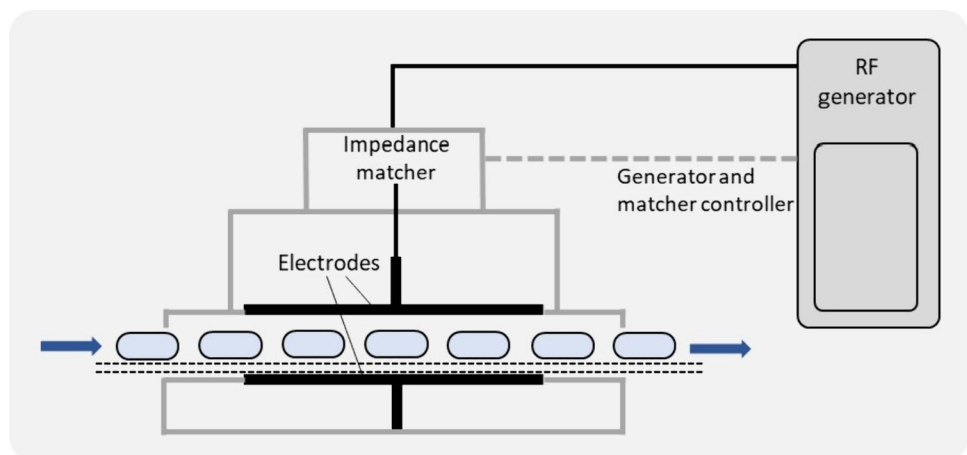 RF
generator
Impedance
matcher
Generator and
matcher controller
Electrodes